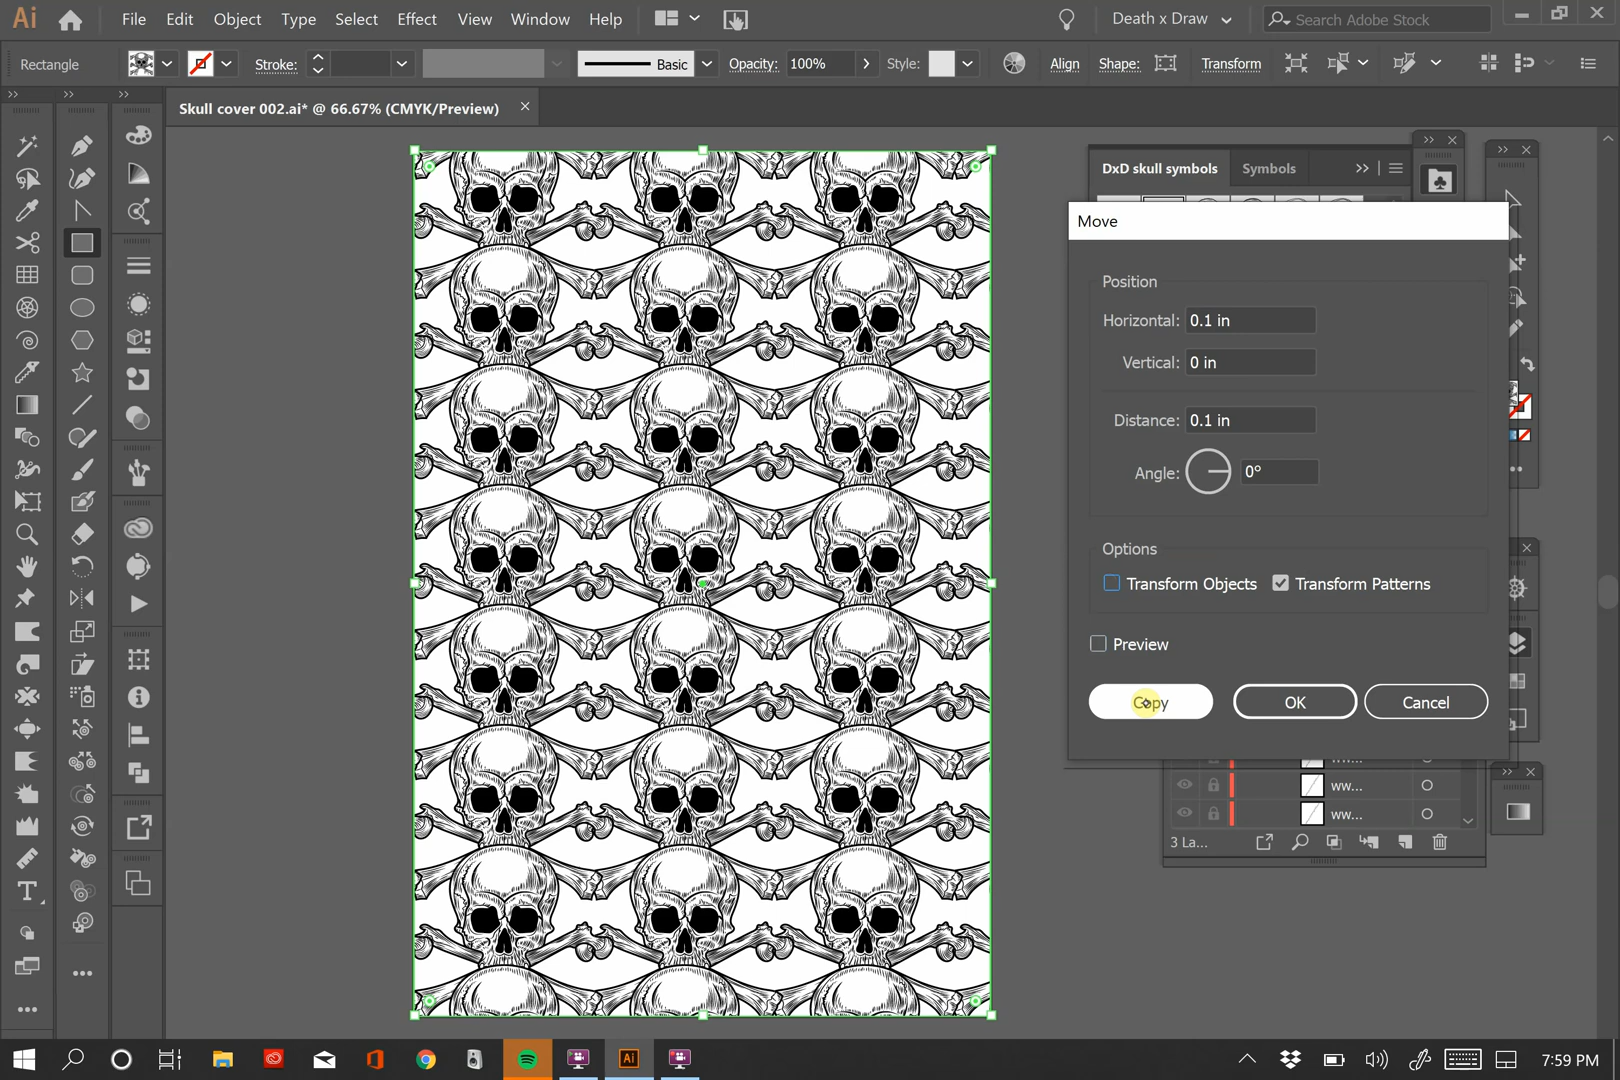 Ai File Edit Object Type Select Effect View Window Help Death x Draw Search Adobe Stock
Rectangle Stroke: Basic Opacity: 100% Style: Align Shape: Transform
Skull cover 002.ai* @ 66.67% (CMYK/Preview)
DxD skull symbols Symbols
Move
Position
Horizontal: 0.1 in
Vertical: 0 in
Distance: 0.1 in
Angle: 0°
Options
Transform Objects Transform Patterns
Preview
Copy OK Cancel
ww...
ww...
ww...
3 La...
Ai 7:59 PM